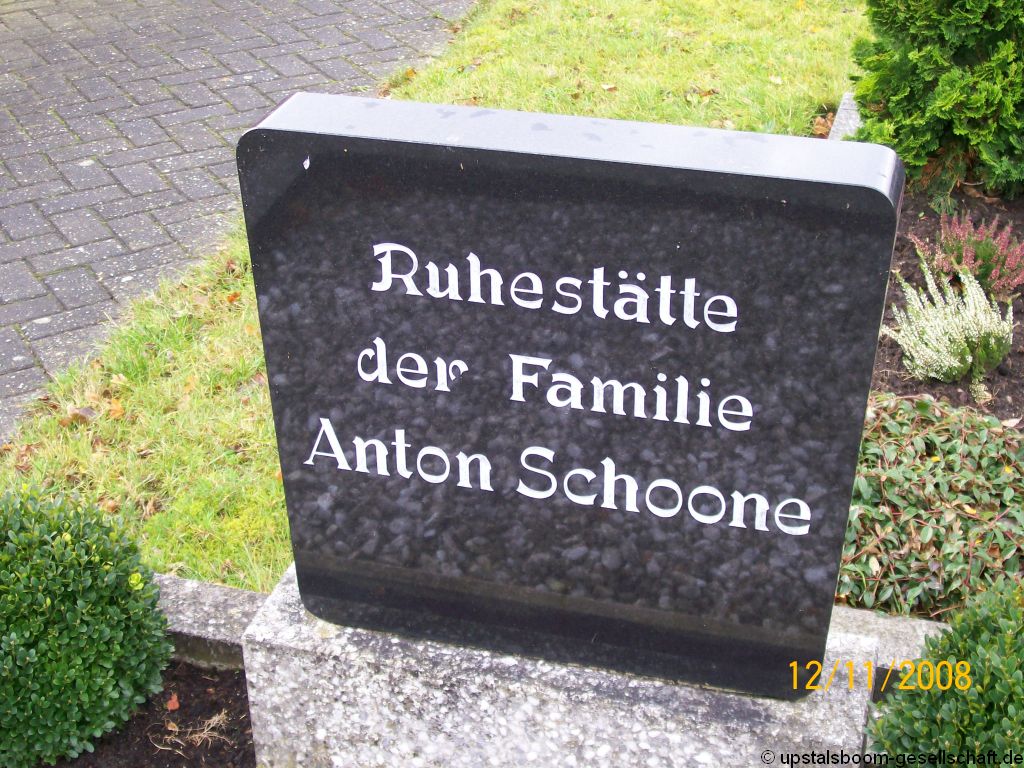 Ruhestätte
der Familie
Anton Schoone
12/11/2008
© upstalsboom-gesellschaft.de